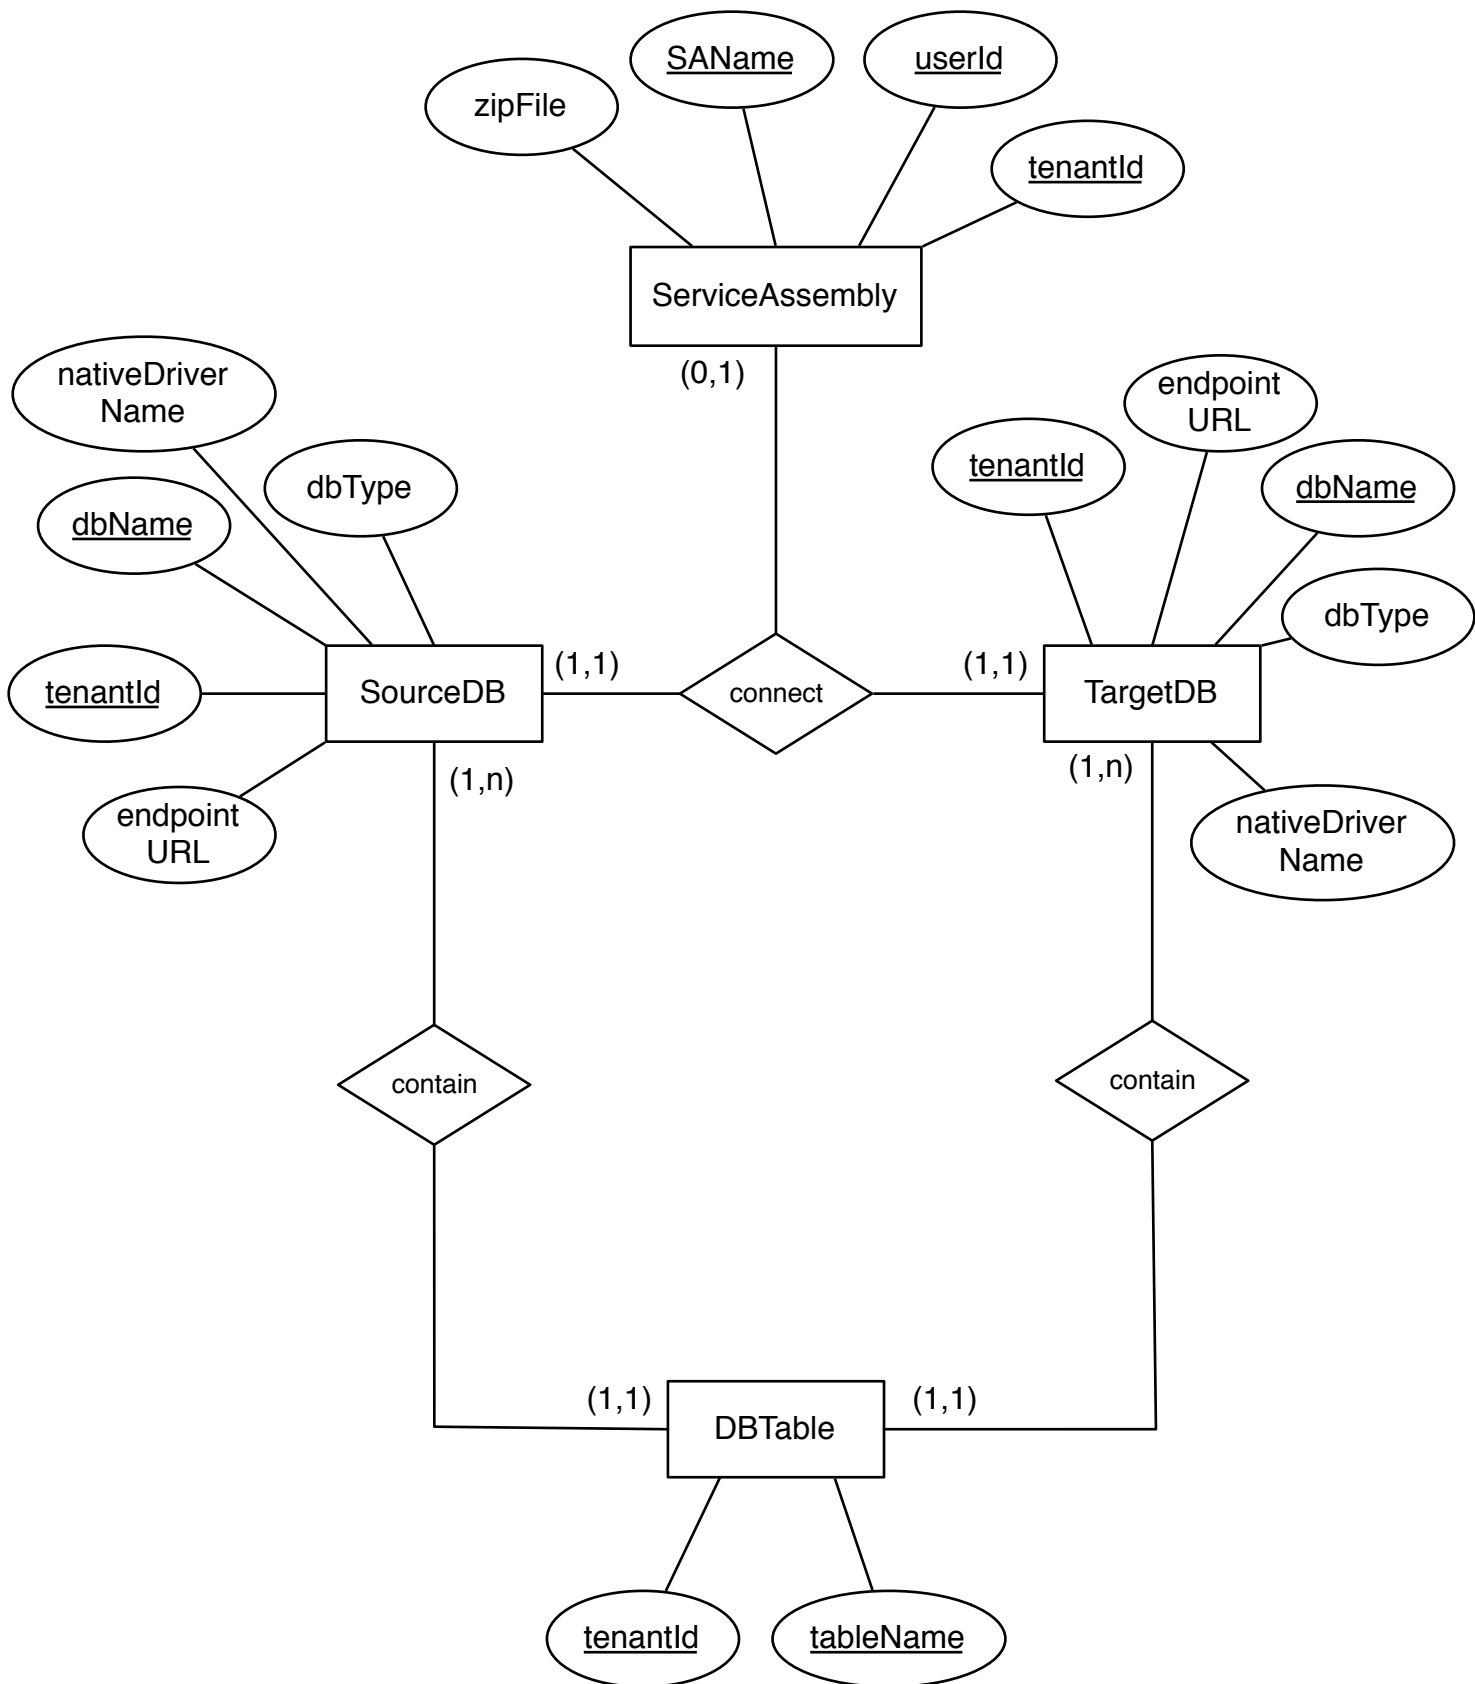 SAName
userId
zipFile
tenantId
ServiceAssembly
(0,1)
nativeDriver
Name
endpoint
URL
tenantId
dbType
dbName
dbName
dbType
(1,1)
(1,1)
tenantId
SourceDB
connect
TargetDB
(1,n)
(1,n)
endpoint
URL
nativeDriver
Name
contain
contain
(1,1)
(1,1)
DBTable
tenantId
tableName